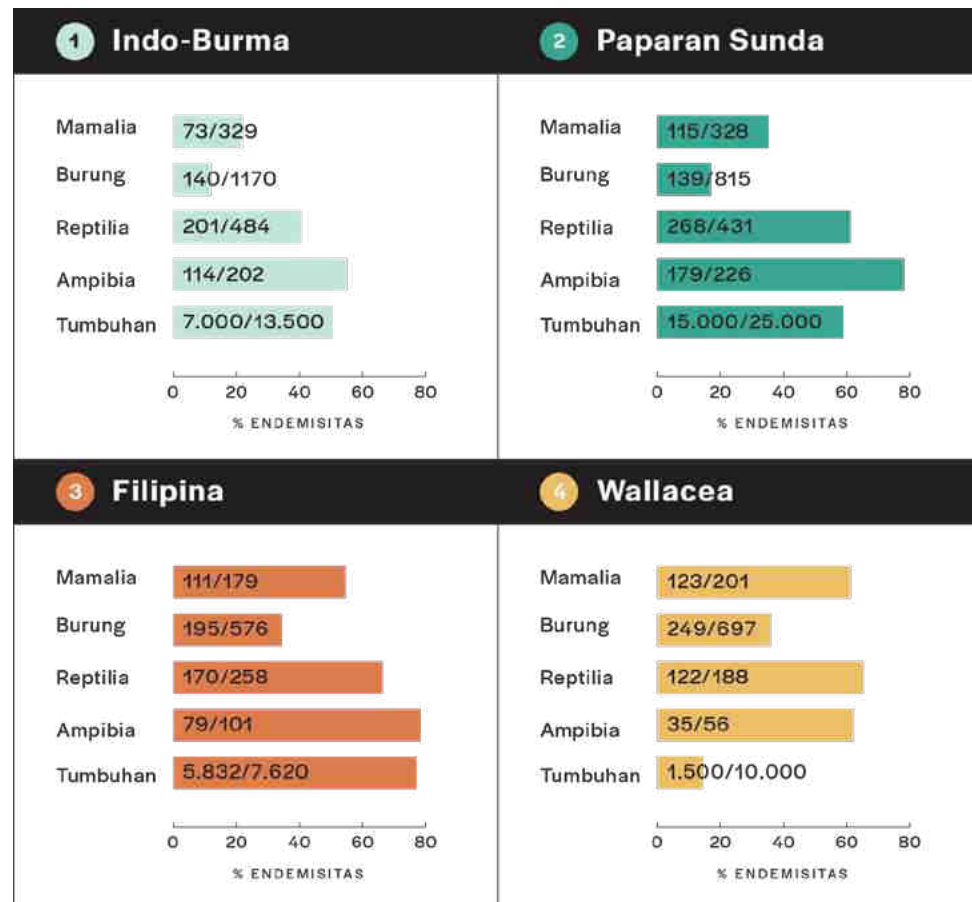 1 Indo-Burma
Mamalia 73/329
Burung 140/1170
Reptilia 201/484
Ampibia 114/202
Tumbuhan 7.000/13.500
0 20 40 60 80
% ENDEMISITAS
2 Paparan Sunda
Mamalia 115/328
Burung 139/815
Reptilia 268/431
Ampibia 179/226
Tumbuhan 15.000/25.000
0 20 40 60 80
% ENDEMISITAS
3 Filipina
Mamalia 111/179
Burung 195/576
Reptilia 170/258
Ampibia 79/101
Tumbuhan 5.832/7.620
0 20 40 60 80
% ENDEMISITAS
4 Wallacea
Mamalia 123/201
Burung 249/697
Reptilia 122/188
Ampibia 35/56
Tumbuhan 1.500/10.000
0 20 40 60 80
% ENDEMISITAS